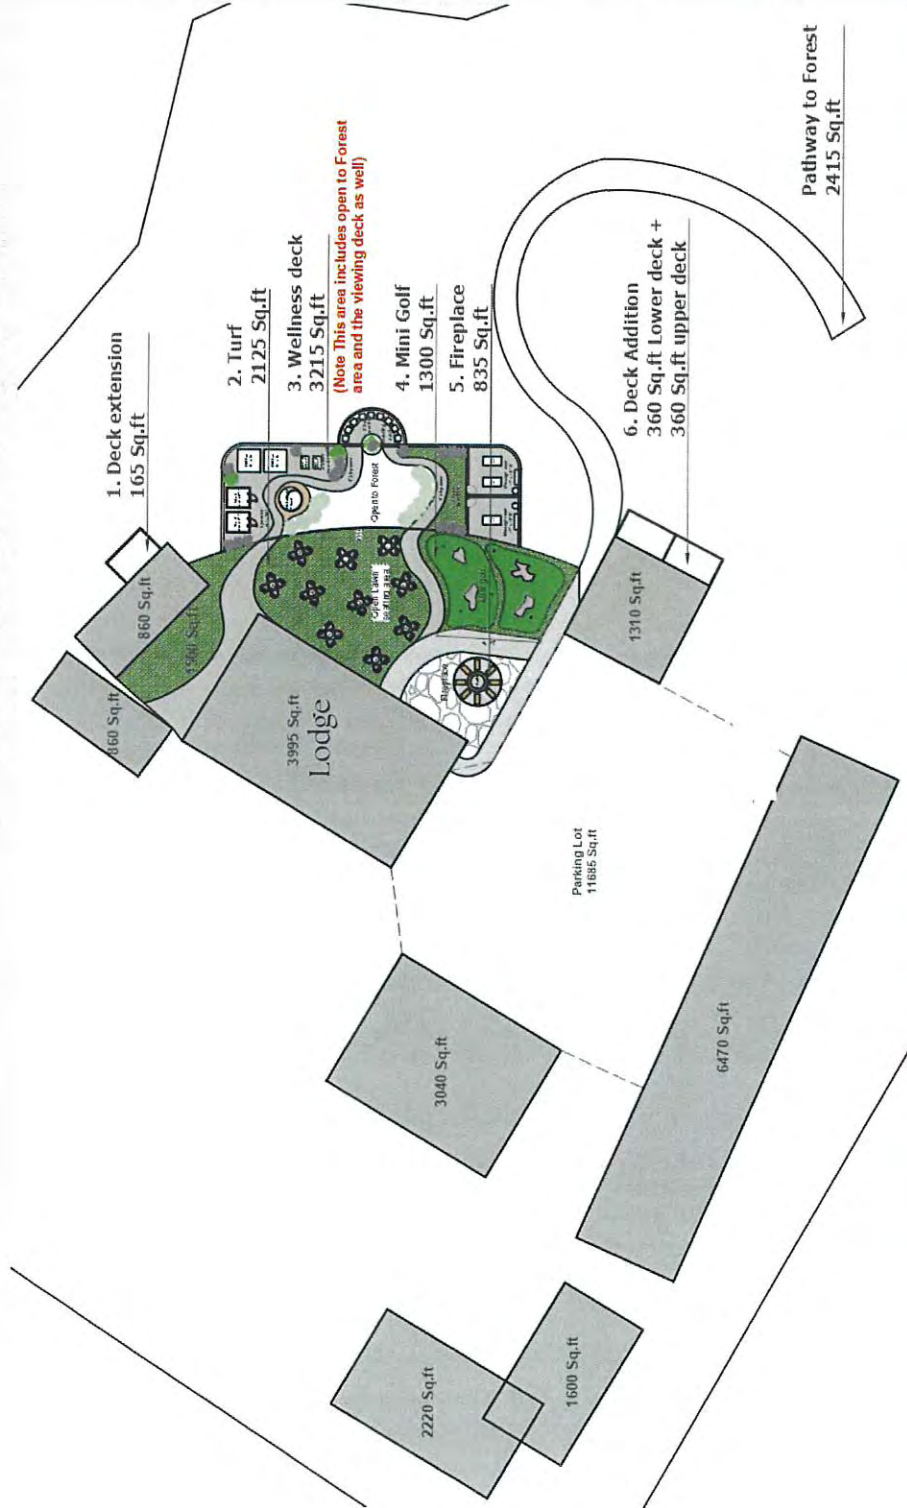 1. Deck extension
165 Sq.ft
2. Turf
2125 Sq.ft
3. Wellness deck
3215 Sq.ft
(Note This area includes open to Forest
area and the viewing deck as well)
4. Mini Golf
1300 Sq.ft
5. Fireplace
835 Sq.ft
6. Deck Addition
360 Sq.ft Lower deck +
360 Sq.ft upper deck
Pathway to Forest
2415 Sq.ft
860 Sq.ft
860 Sq.ft
Open to Forest
Open Lawn
seating area
Fireplace
3995 Sq.ft
Lodge
1310 Sq.ft
Parking Lot
11685 Sq.ft
3040 Sq.ft
6470 Sq.ft
2220 Sq.ft
1600 Sq.ft